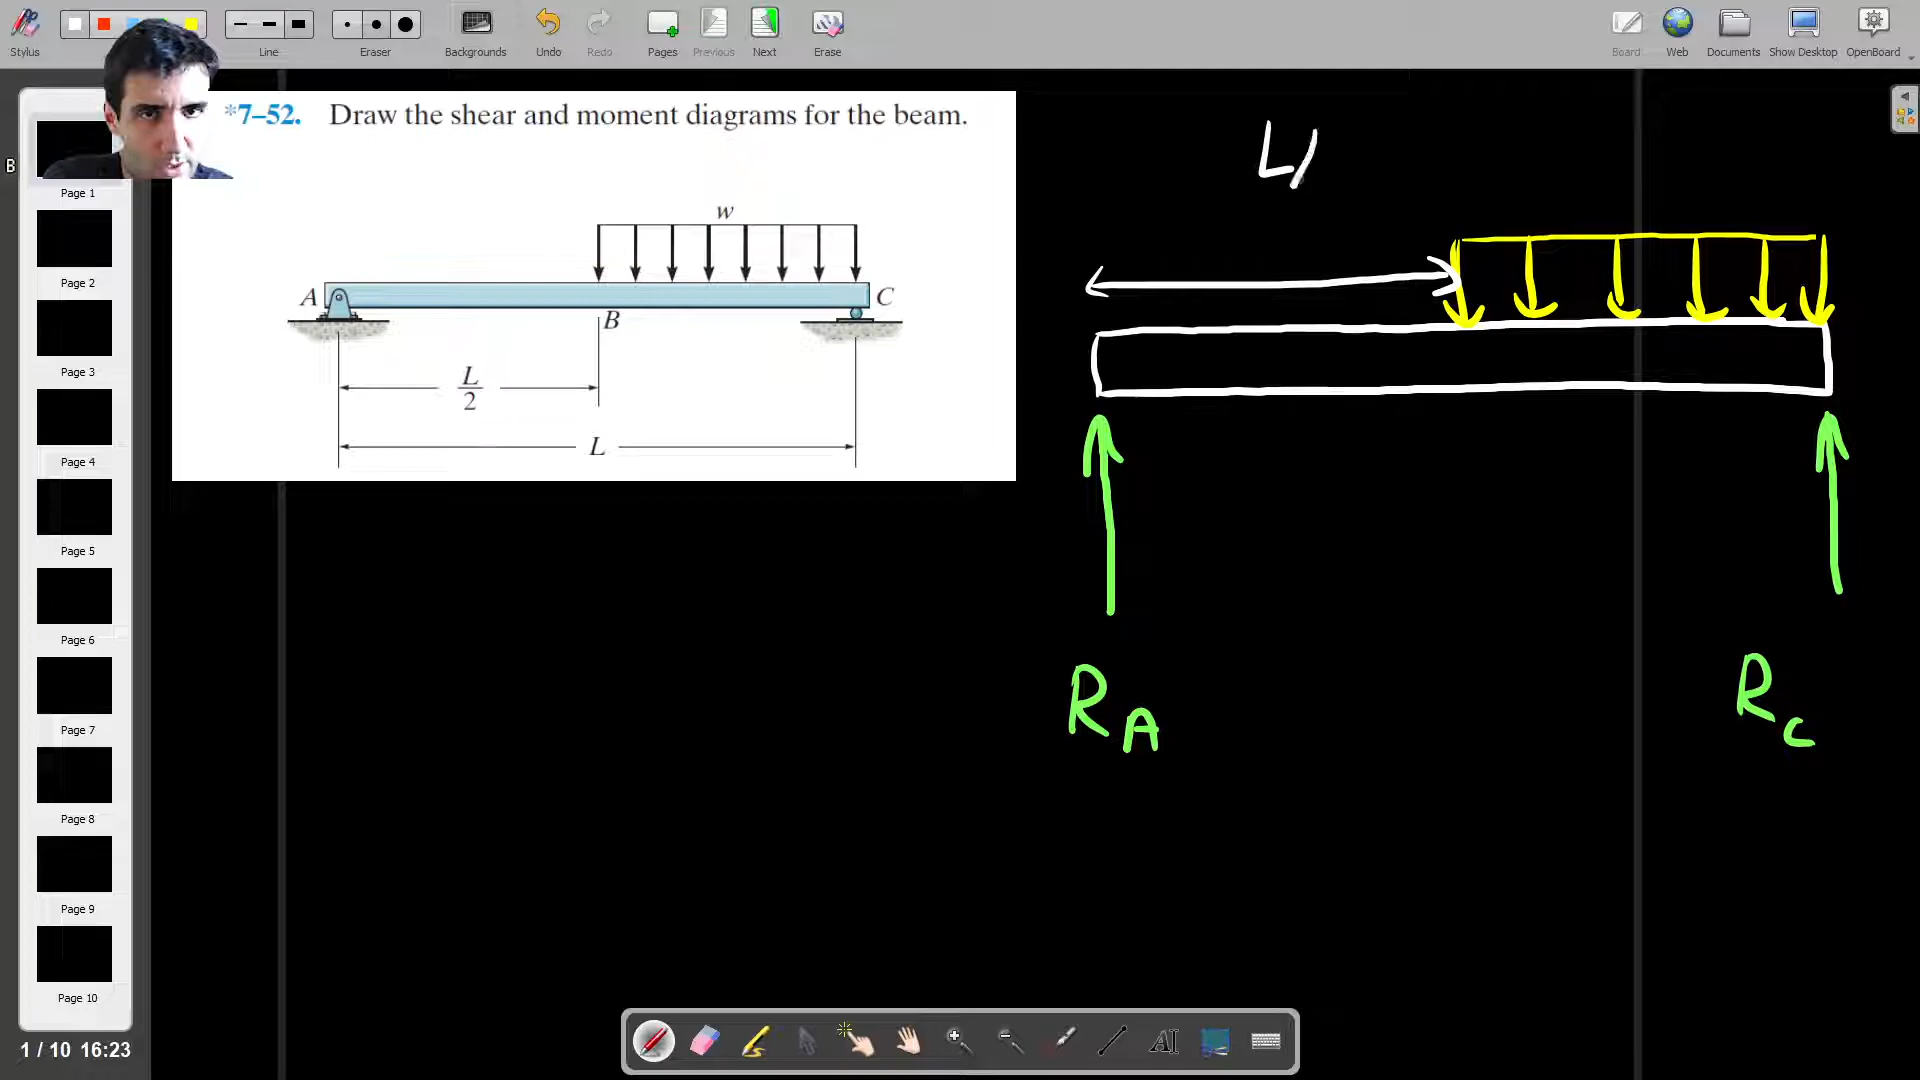 Stylus
Line
Eraser
Backgrounds
Undo
Redo
Pages
Previous
Next
Erase
Board
Web
Documents
Show Desktop
OpenBoard
B
Page 1
Page 2
Page 3
Page 4
Page 5
Page 6
Page 7
Page 8
Page 9
Page 10
1 / 10 16:23
*7–52. Draw the shear and moment diagrams for the beam.
w
A
C
B
L
2
L
L/
R A
R C
AI